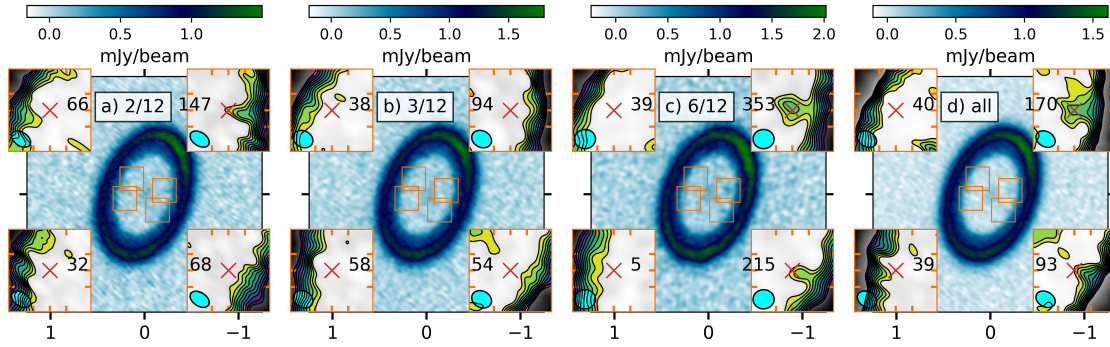 0.0 0.5 1.0
mJy/beam
0.0 0.5 1.0 1.5
mJy/beam
0.0 0.5 1.0 1.5 2.0
mJy/beam
0.0 0.5 1.0 1.5
mJy/beam
66 a) 2/12 147
38 b) 3/12 94
39 c) 6/12 353
40 d) all 170
32 68
58 54
5 215
39 93
1 0 −1
1 0 −1
1 0 −1
1 0 −1